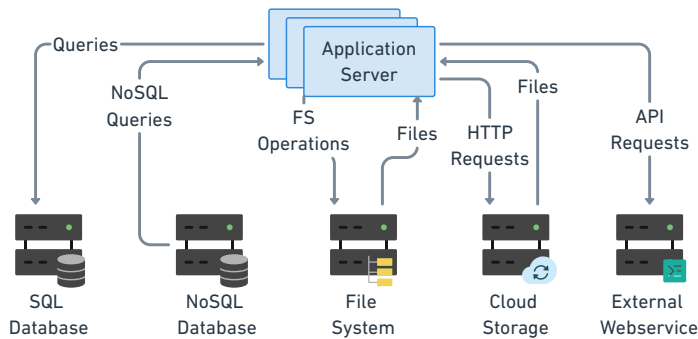 Queries
Application
Server
NoSQL
Queries
FS
Operations
Files
HTTP
Requests
Files
API
Requests
SQL
Database
NoSQL
Database
File
System
Cloud
Storage
External
Webservice